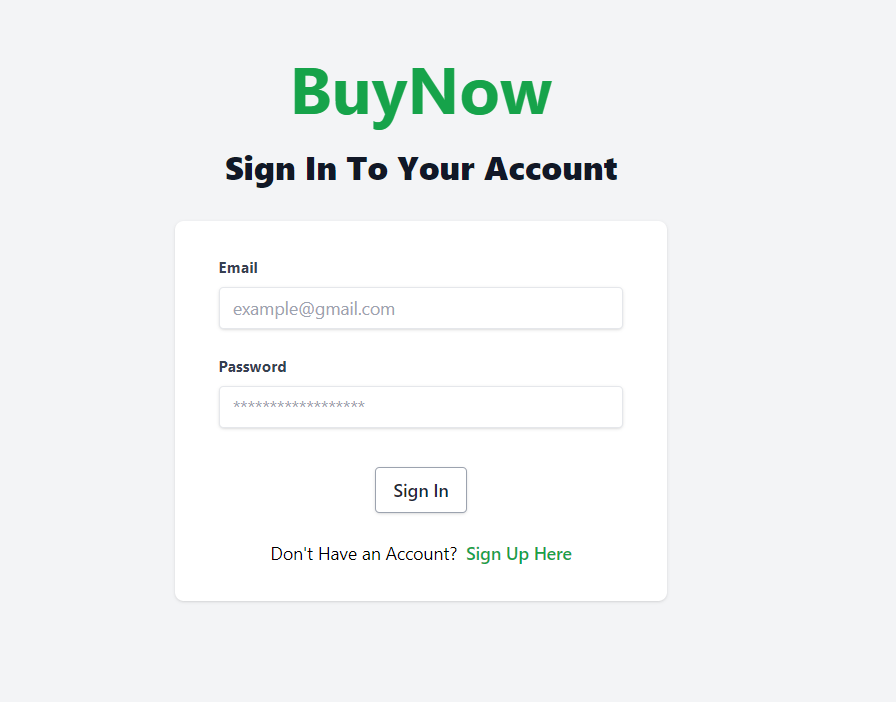 BuyNow
Sign In To Your Account
Email
example@gmail.com
Password
******************
Sign In
Don't Have an Account? Sign Up Here